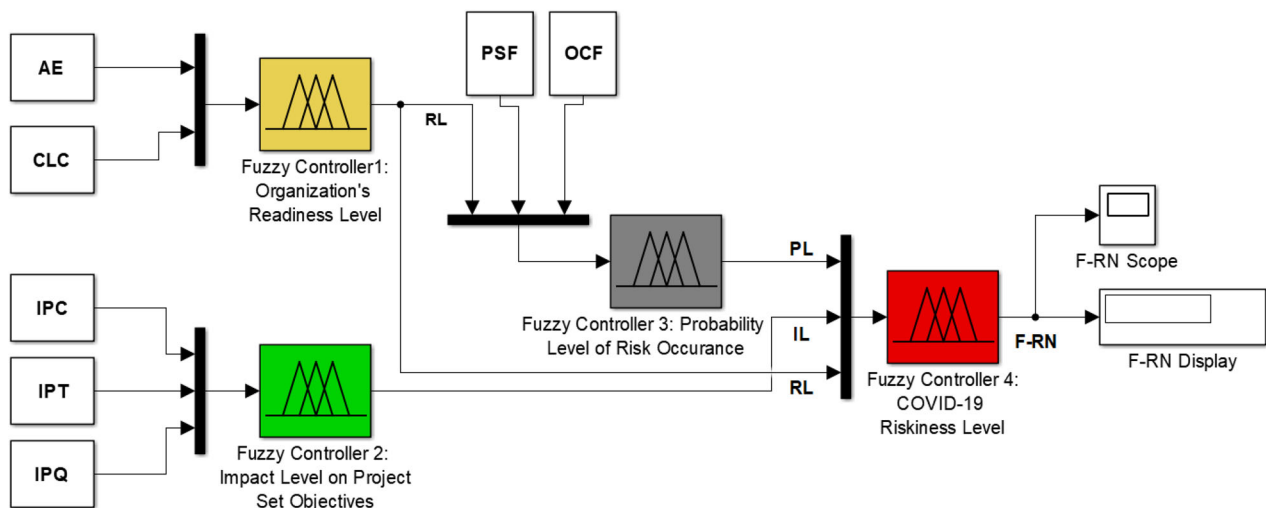 AE
CLC
Fuzzy Controller1:
Organization's
Readiness Level
RL
PSF
OCF
IPC
IPT
IPQ
Fuzzy Controller 2:
Impact Level on Project
Set Objectives
Fuzzy Controller 3: Probability
Level of Risk Occurance
PL
IL
RL
Fuzzy Controller 4:
COVID-19
Riskiness Level
F-RN
F-RN Scope
F-RN Display